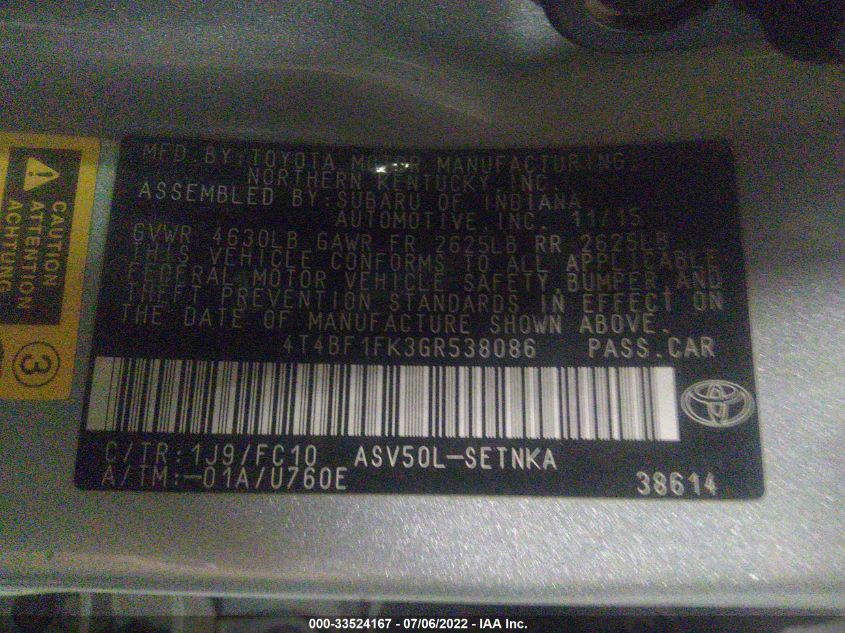 MFD.BY:TOYOTA MOTOR MANUFACTURING
NORTHERN KENTUCKY,INC.
ASSEMBLED BY:SUBARU OF INDIANA
AUTOMOTIVE,INC. 11/15
GVWR 4630LB GAWR FR 2625LB RR 2625LB
THIS VEHICLE CONFORMS TO ALL APPLICABLE
FEDERAL MOTOR VEHICLE SAFETY,BUMPER,AND
THEFT PREVENTION STANDARDS IN EFFECT ON
THE DATE OF MANUFACTURE SHOWN ABOVE.
4T4BF1FK3GR538086 PASS.CAR
C/TR:1J9/FC10 ASV50L-SETNKA
A/TM:-01A/U760E 38614
CAUTION
ATTENTION
ACHTUNG
3
000-33524167 - 07/06/2022 - IAA Inc.